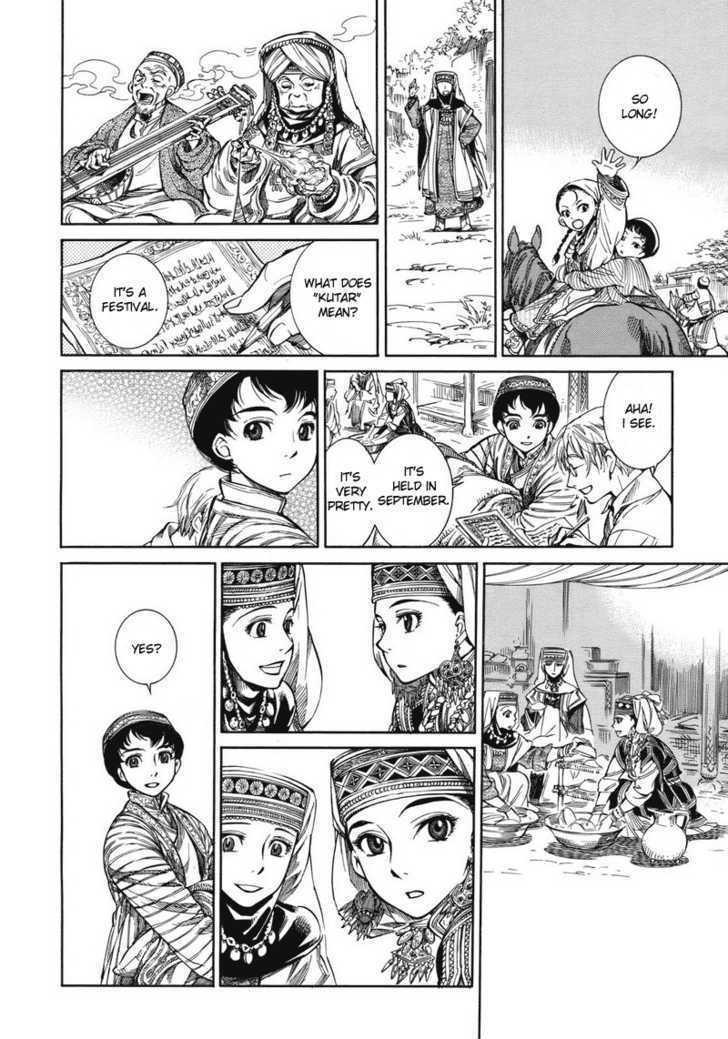 SO
LONG!
WHAT DOES
"KUTAR"
MEAN?
IT'S A
FESTIVAL.
AHA!
I SEE.
IT'S
HELD IN
SEPTEMBER.
IT'S
VERY
PRETTY.
YES?